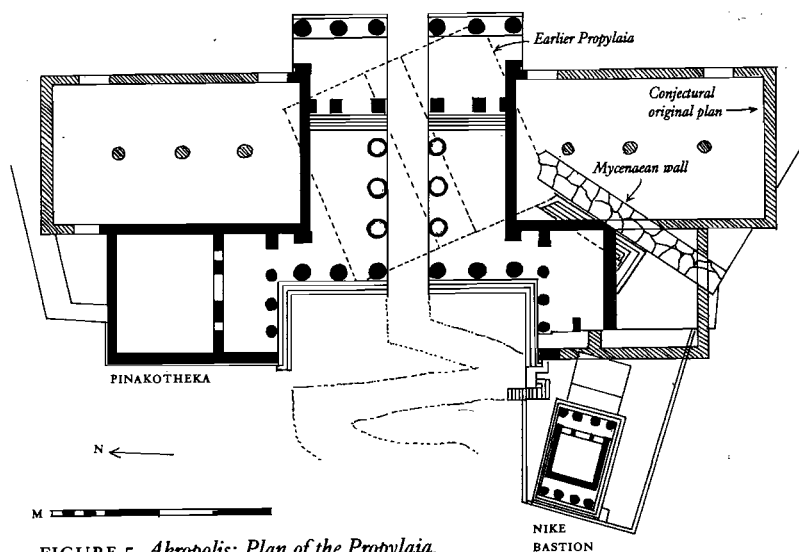 Earlier Propylaia
Conjectural
original plan
Mycenaean wall
PINAKOTHEKA
N
M
NIKE
BASTION
FIGURE 5 Akropolis: Plan of the Propylaia.